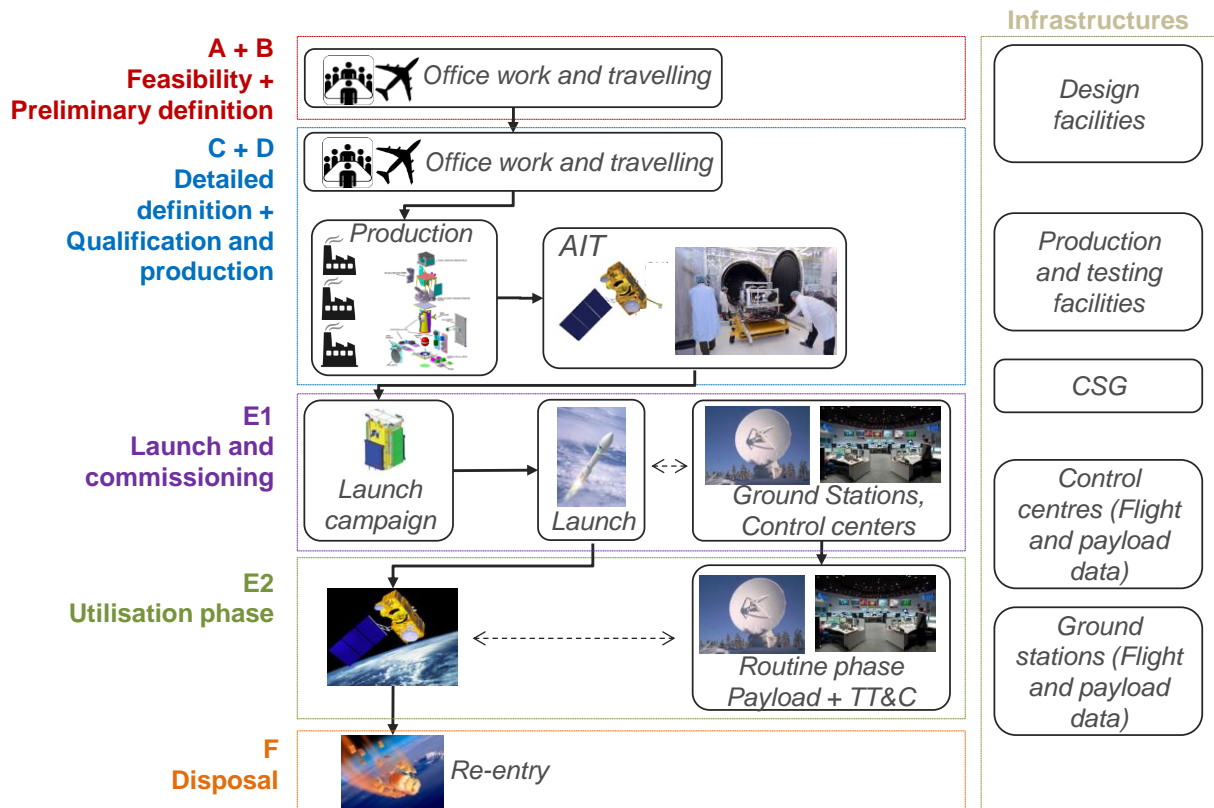 Infrastructures
A + B
Feasibility +
Preliminary definition
Office work and travelling
C + D
Detailed
definition +
Qualification and
production
Office work and travelling
Production
AIT
E1
Launch and
commissioning
Launch
campaign
Launch
Ground Stations,
Control centers
E2
Utilisation phase
Routine phase
Payload + TT&C
F
Disposal
Re-entry
Design
facilities
Production
and testing
facilities
CSG
Control
centres (Flight
and payload
data)
Ground
stations (Flight
and payload
data)